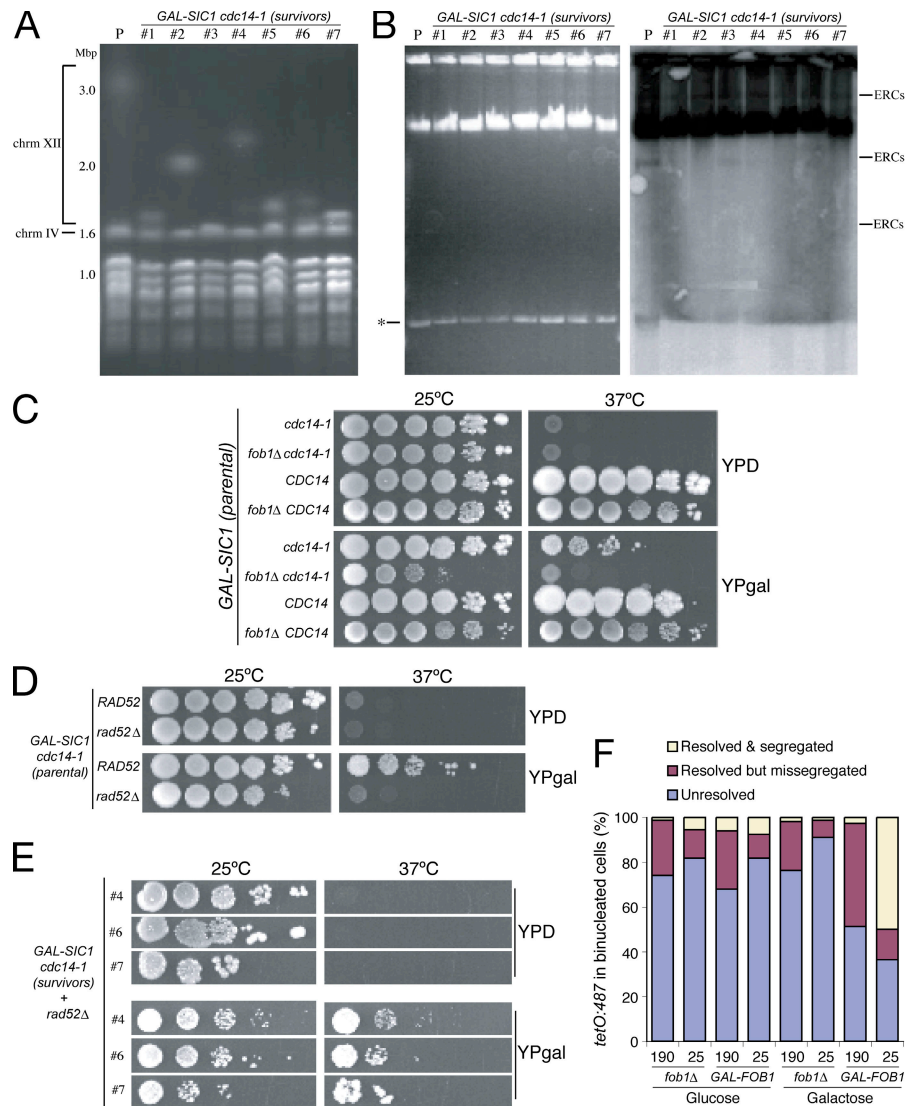 A
GAL-SIC1 cdc14-1 (survivors)
P #1 #2 #3 #4 #5 #6 #7
Mbp
3.0
chrm XII
2.0
chrm IV
1.6
1.0
B
GAL-SIC1 cdc14-1 (survivors)
P #1 #2 #3 #4 #5 #6 #7
*
GAL-SIC1 cdc14-1 (survivors)
P #1 #2 #3 #4 #5 #6 #7
ERCs
ERCs
ERCs
C
25ºC 37ºC
GAL-SIC1 (parental)
cdc14-1
fob1Δ cdc14-1
CDC14
fob1Δ CDC14
YPD
cdc14-1
fob1Δ cdc14-1
CDC14
fob1Δ CDC14
YPgal
D
25ºC 37ºC
GAL-SIC1
cdc14-1
(parental)
RAD52
rad52Δ
YPD
RAD52
rad52Δ
YPgal
E
25ºC 37ºC
GAL-SIC1
cdc14-1
(survivors)
+
rad52Δ
#4
#6
#7
YPD
#4
#6
#7
YPgal
F
Resolved & segregated
Resolved but missegregated
Unresolved
tetO:487 in binucleated cells (%)
100
80
60
40
20
0
190 25 190 25 190 25 190 25
fob1Δ GAL-FOB1 fob1Δ GAL-FOB1
Glucose Galactose